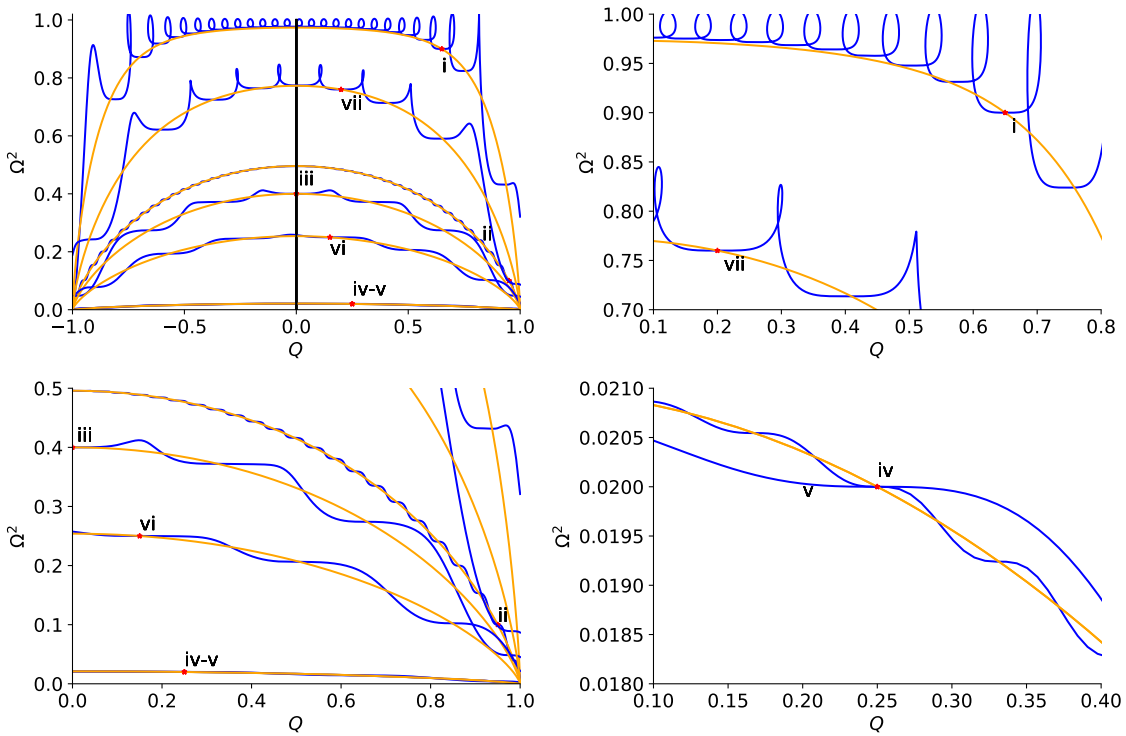 1.0
0.8
0.6
0.4
0.2
0.0
Ω²
i
vii
iii
ii
vi
iv-v
−1.0 −0.5 0.0 0.5 1.0
Q
1.00
0.95
0.90
0.85
0.80
0.75
0.70
Ω²
i
vii
0.1 0.2 0.3 0.4 0.5 0.6 0.7 0.8
Q
0.5
0.4
0.3
0.2
0.1
0.0
Ω²
iii
vi
ii
iv-v
0.0 0.2 0.4 0.6 0.8 1.0
Q
0.0210
0.0205
0.0200
0.0195
0.0190
0.0185
0.0180
Ω²
iv
v
0.10 0.15 0.20 0.25 0.30 0.35 0.40
Q